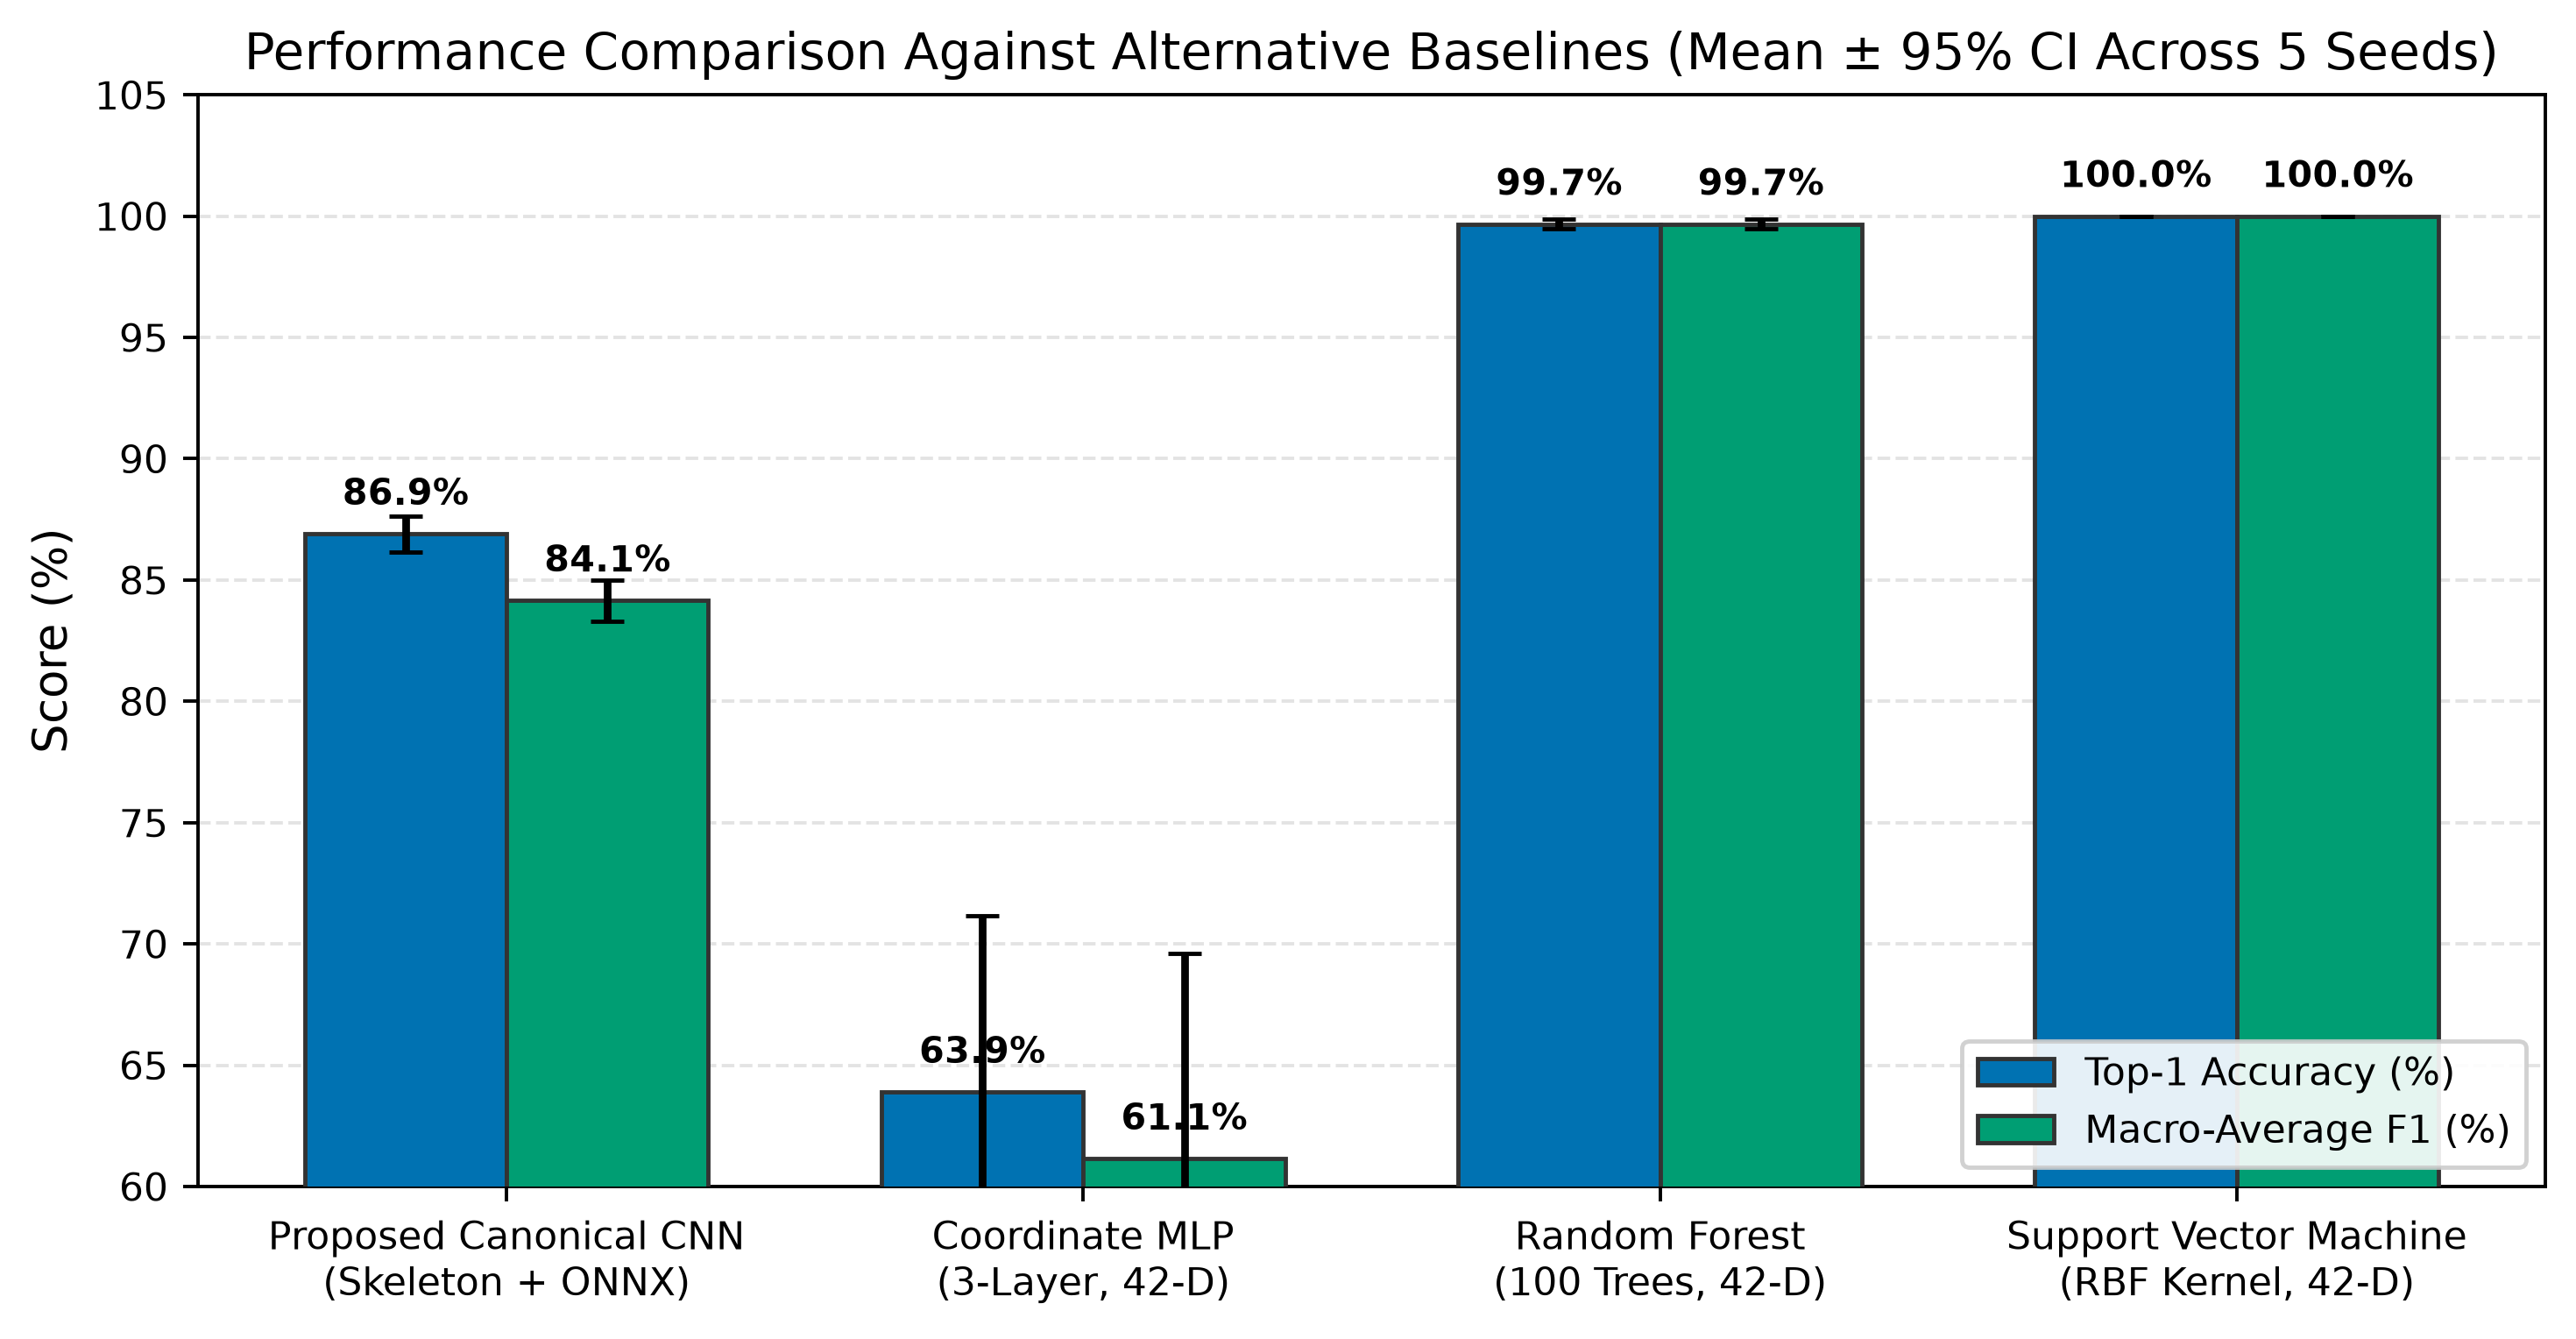 Performance Comparison Against Alternative Baselines (Mean ± 95% CI Across 5 Seeds)
Score (%)
105
100
95
90
85
80
75
70
65
60
86.9%
84.1%
63.9%
61.1%
99.7%
99.7%
100.0%
100.0%
Top-1 Accuracy (%)
Macro-Average F1 (%)
Proposed Canonical CNN
(Skeleton + ONNX)
Coordinate MLP
(3-Layer, 42-D)
Random Forest
(100 Trees, 42-D)
Support Vector Machine
(RBF Kernel, 42-D)